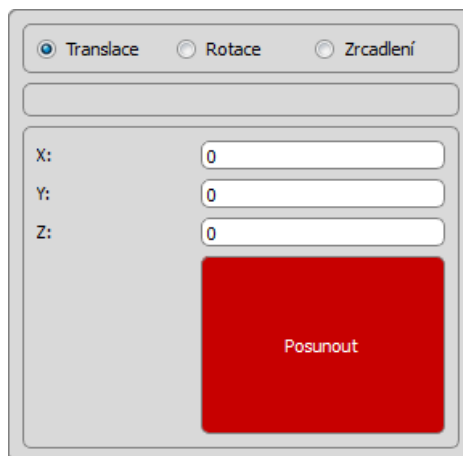 Translace Rotace Zrcadlení
X: 0
Y: 0
Z: 0
Posunout